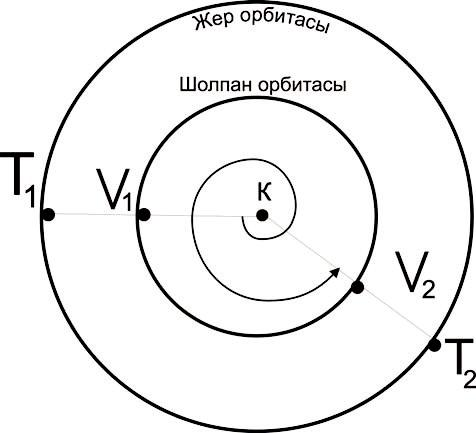 Жер орбитасы
Шолпан орбитасы
T1
V1
К
V2
T2